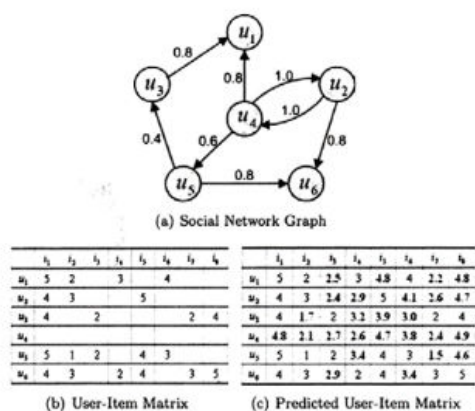 u1
0.8
u3
0.8
1.0
u2
u4
1.0
0.4
0.6
0.8
u5
0.8
u6
(a) Social Network Graph
i1 i2 i3 i4 i5 i6 i7 i8
u1 5 2 3 4
u2 4 3 5
u3 4 2 2 4
u4
u5 5 1 2 4 3
u6 4 3 2 4 3 5
(b) User-Item Matrix
i1 i2 i3 i4 i5 i6 i7 i8
u1 5 2 2.5 3 4.8 4 2.2 4.8
u2 4 3 2.4 2.9 5 4.1 2.6 4.7
u3 4 1.7 2 3.2 3.9 3.0 2 4
u4 4.8 2.1 2.7 2.6 4.7 3.8 2.4 4.9
u5 5 1 2 3.4 4 3 1.5 4.6
u6 4 3 2.9 2 4 3.4 3 5
(c) Predicted User-Item Matrix